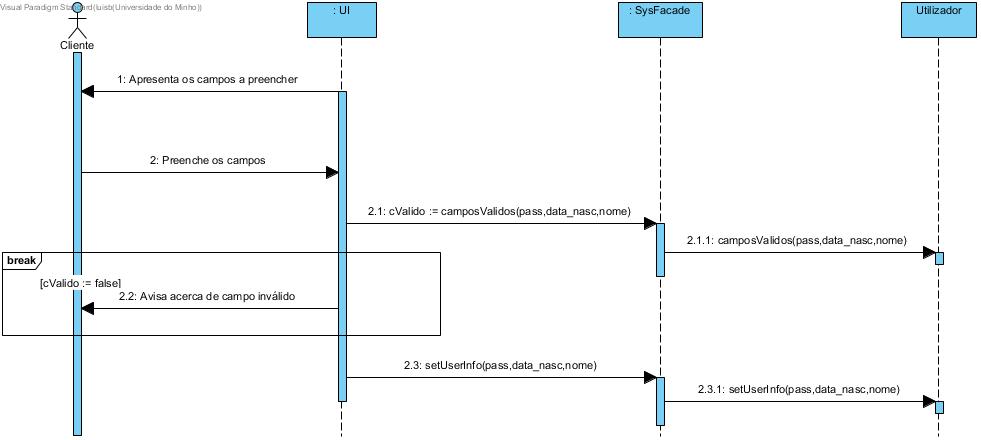 Visual Paradigm Standard(luisb(Universidade do Minho))
: UI
: SysFacade
Utilizador
Cliente
1: Apresenta os campos a preencher
2: Preenche os campos
2.1: cValido := camposValidos(pass,data_nasc,nome)
2.1.1: camposValidos(pass,data_nasc,nome)
break
[cValido := false]
2.2: Avisa acerca de campo inválido
2.3: setUserInfo(pass,data_nasc,nome)
2.3.1: setUserInfo(pass,data_nasc,nome)